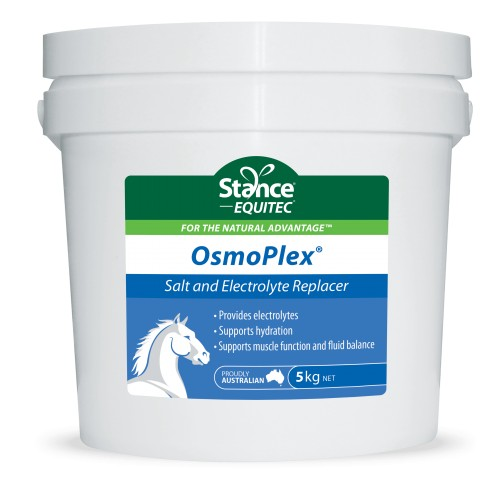 Stance®
EQUITEC
FOR THE NATURAL ADVANTAGE™
OsmoPlex®
Salt and Electrolyte Replacer
• Provides electrolytes
• Supports hydration
• Supports muscle function and fluid balance
PROUDLY
AUSTRALIAN
5kg NET